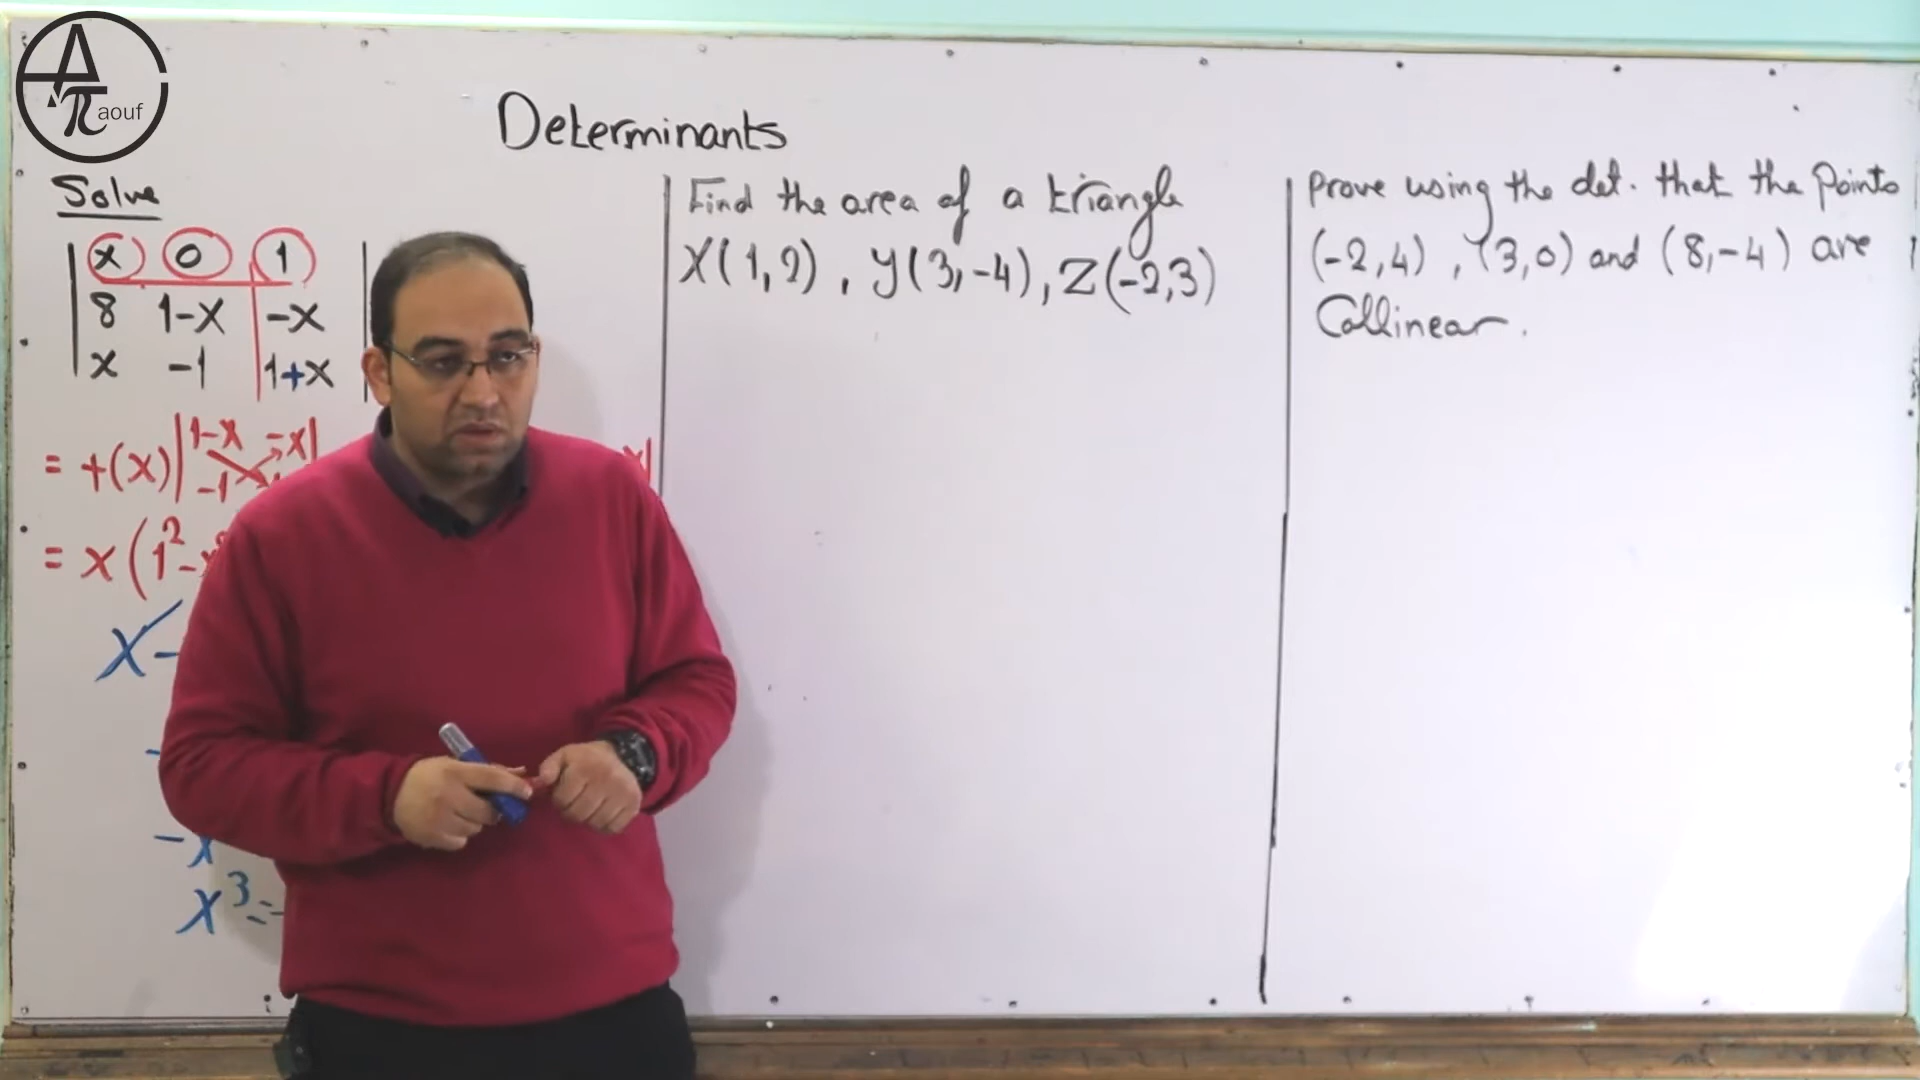 aouf
Determinants
Solve
x 0 1
8 1-x -x
x -1 1+x
= +(x) | 1-x -x |
-1
x|
= x (1²-x
x-
-x
x³=-
Find the area of a triangle
X(1,2) , y(3,-4), Z(-2,3)
Prove using the det. that the points
(-2,4) , (3,0) and (8,-4) are
Collinear.